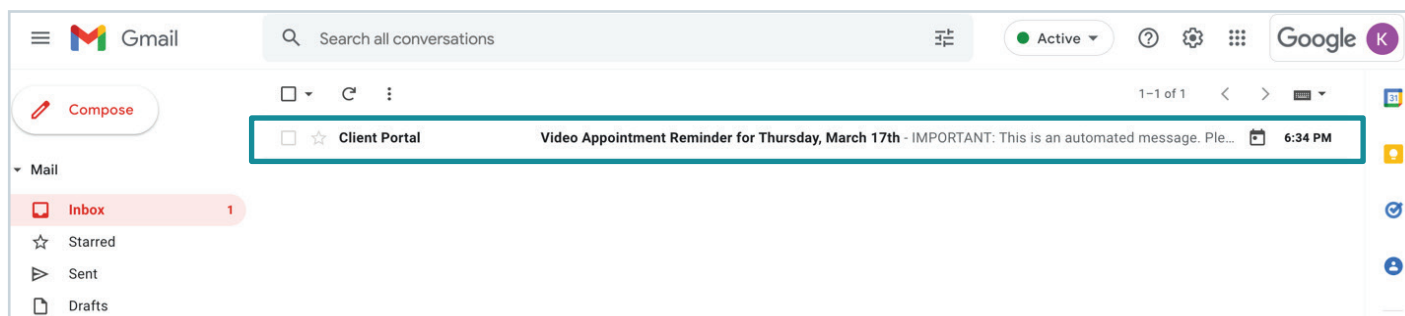 Gmail
Search all conversations
Active
Google
K
Compose
1–1 of 1
31
Client Portal Video Appointment Reminder for Thursday, March 17th - IMPORTANT: This is an automated message. Ple... 6:34 PM
Mail
Inbox 1
Starred
Sent
Drafts